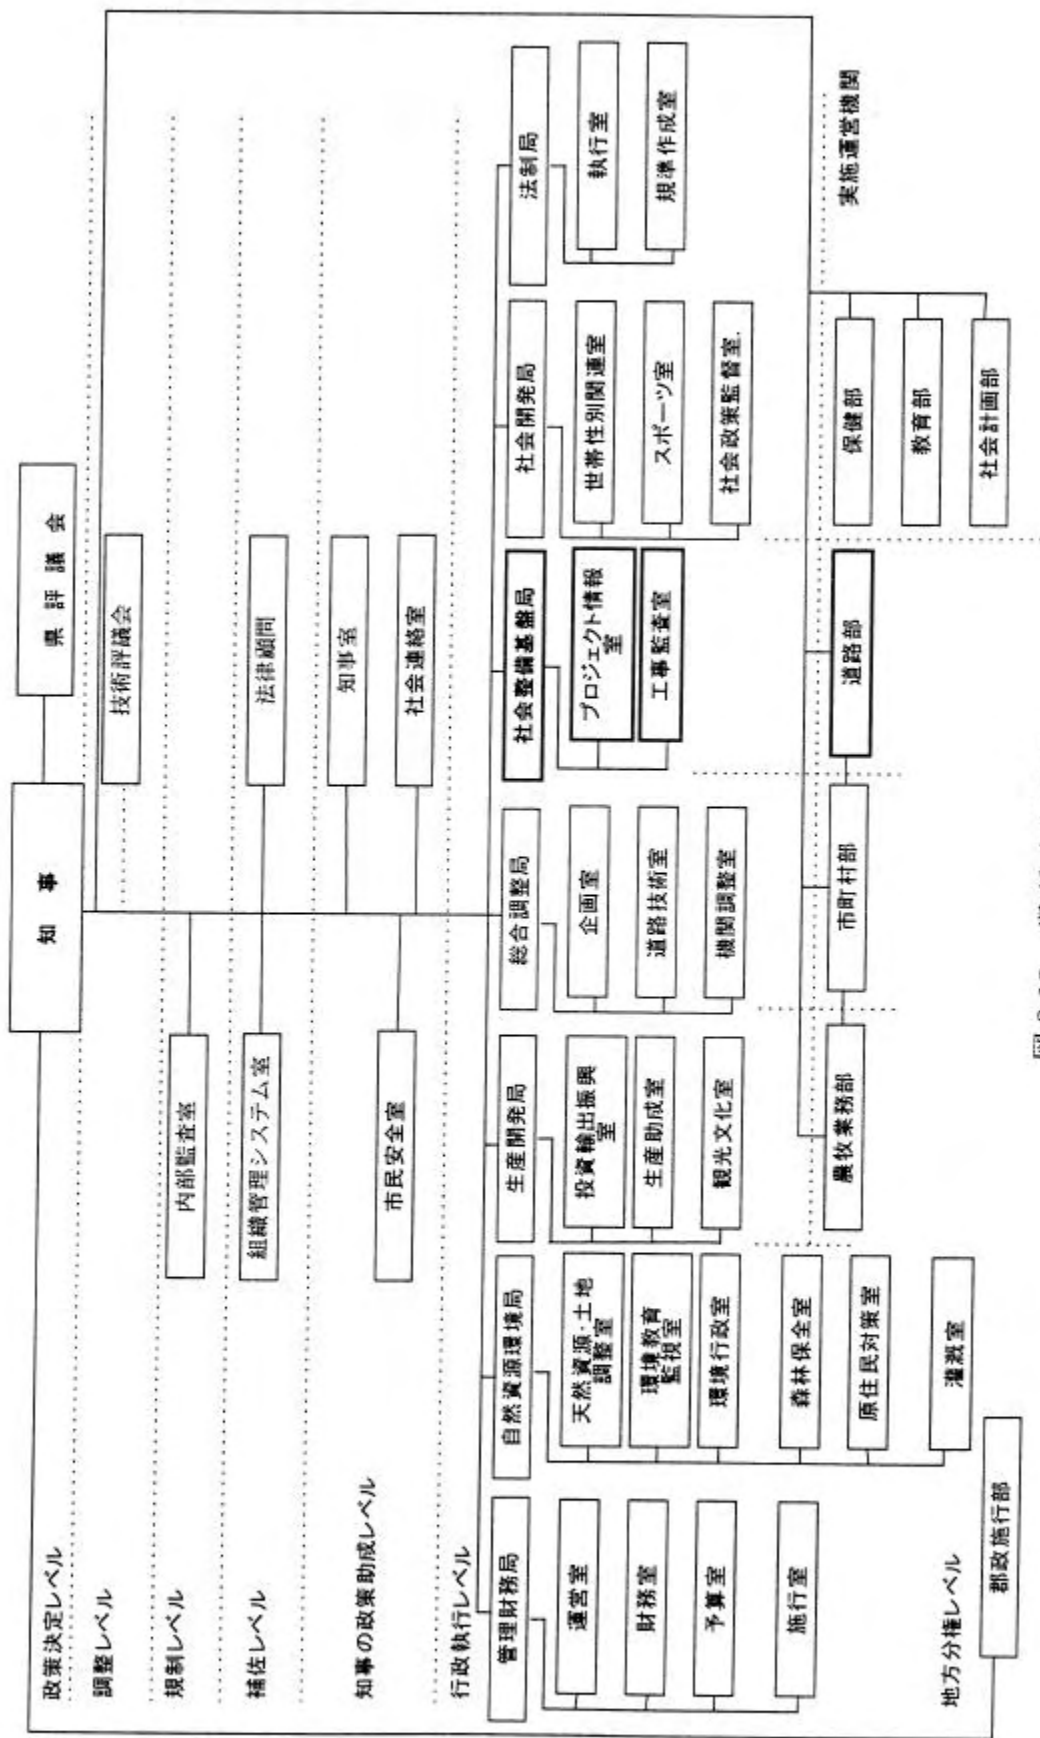 知事
県評議会
政策決定レベル
調整レベル
技術評議会
規制レベル
内部監査室
補佐レベル
組織管理システム室
法律顧問
知事の政策助成レベル
知事室
市民安全室
社会連絡室
行政執行レベル
管理財務局
運営室
財務室
予算室
施行室
自然資源環境局
天然資源・土地
調整室
環境教育
監視室
環境行政室
森林保全室
原住民対策室
灌漑室
生産開発局
投資輸出振興
室
生産助成室
観光文化室
総合調整局
企画室
道路技術室
機関調整室
社会整備基盤局
プロジェクト情報
室
工事監査室
社会開発局
世帯性別関連室
スポーツ室
社会政策監督室.
法制局
執行室
規準作成室
実施運営機関
農牧業務部
市町村部
道路部
保健部
教育部
社会計画部
地方分権レベル
郡政施行部